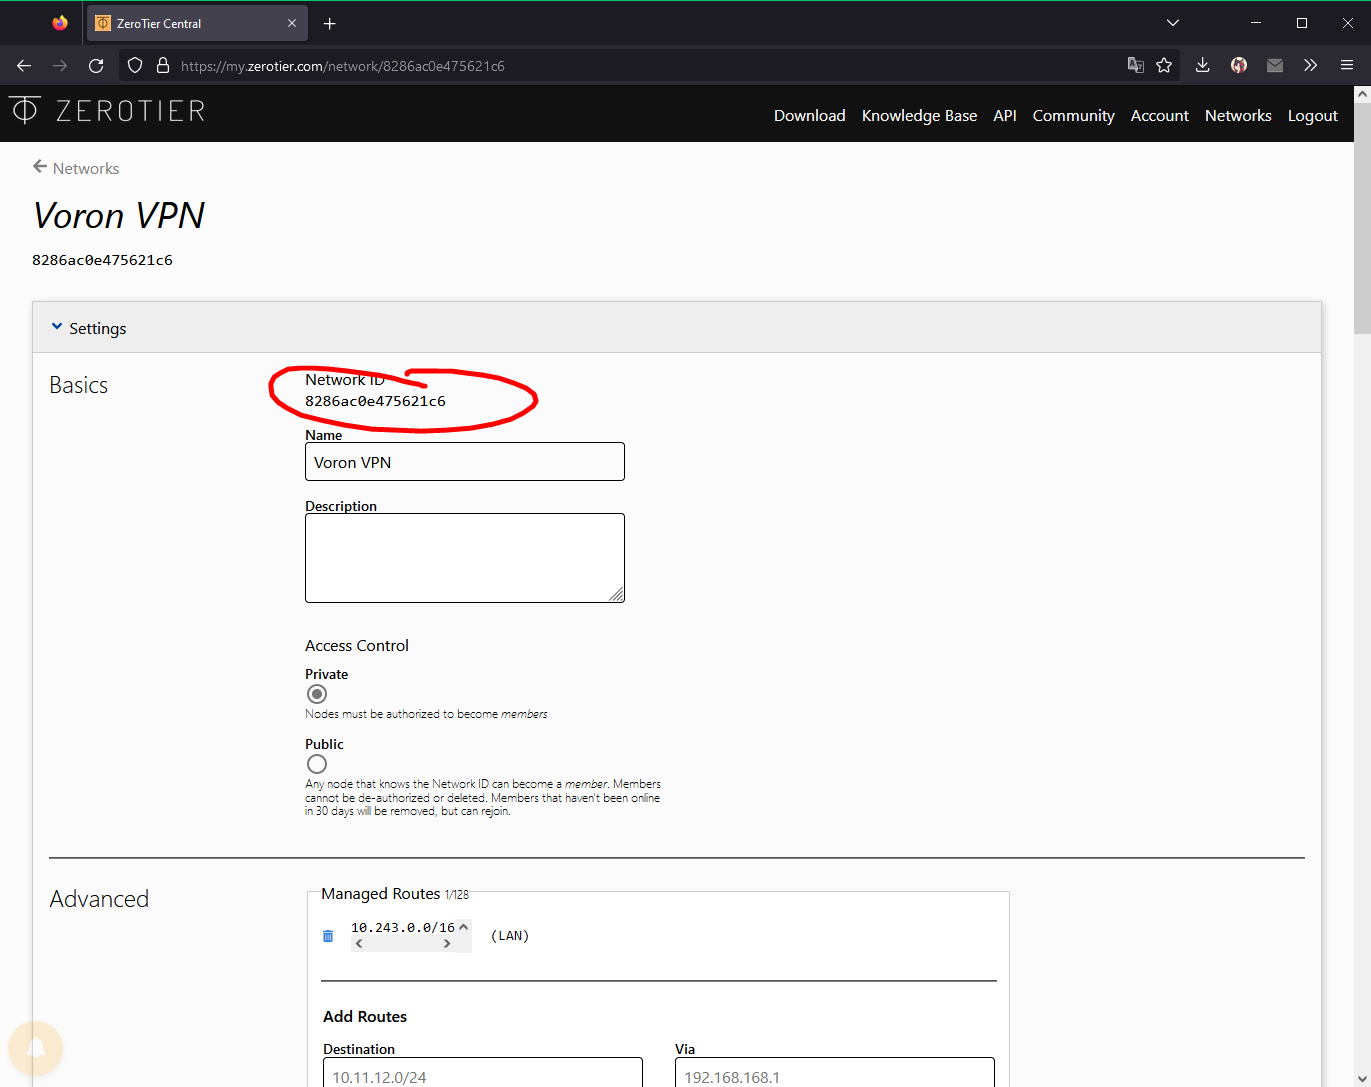 ZeroTier Central
https://my.zerotier.com/network/8286ac0e475621c6
ZEROTIER
Download Knowledge Base API Community Account Networks Logout
Networks
Voron VPN
8286ac0e475621c6
Settings
Basics
Network ID
8286ac0e475621c6
Name
Voron VPN
Description
Access Control
Private
Nodes must be authorized to become members
Public
Any node that knows the Network ID can become a member. Members
cannot be de-authorized or deleted. Members that haven't been online
in 30 days will be removed, but can rejoin.
Advanced
Managed Routes 1/128
10.243.0.0/16 (LAN)
Add Routes
Destination Via
10.11.12.0/24 192.168.168.1